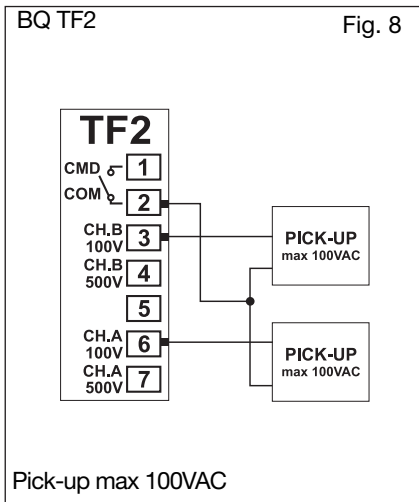 BQ TF2
Fig. 8
TF2
CMD
1
COM
2
CH.B
100V
3
CH.B
500V
4
5
CH.A
100V
6
CH.A
500V
7
PICK-UP
max 100VAC
PICK-UP
max 100VAC
Pick-up max 100VAC